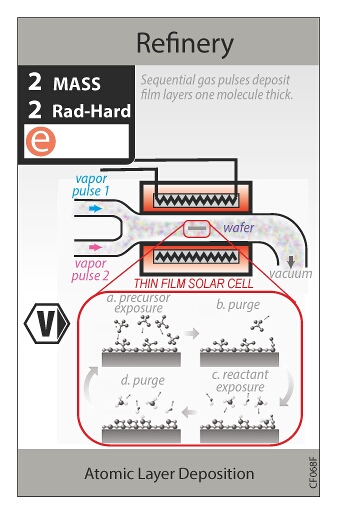 Refinery
2 MASS
2 Rad-Hard
e
Sequential gas pulses deposit
film layers one molecule thick.
vapor
pulse 1
wafer
vapor
pulse 2
vacuum
THIN FILM SOLAR CELL
V
a. precursor
exposure
b. purge
d. purge
c. reactant
exposure
Atomic Layer Deposition
CF068F